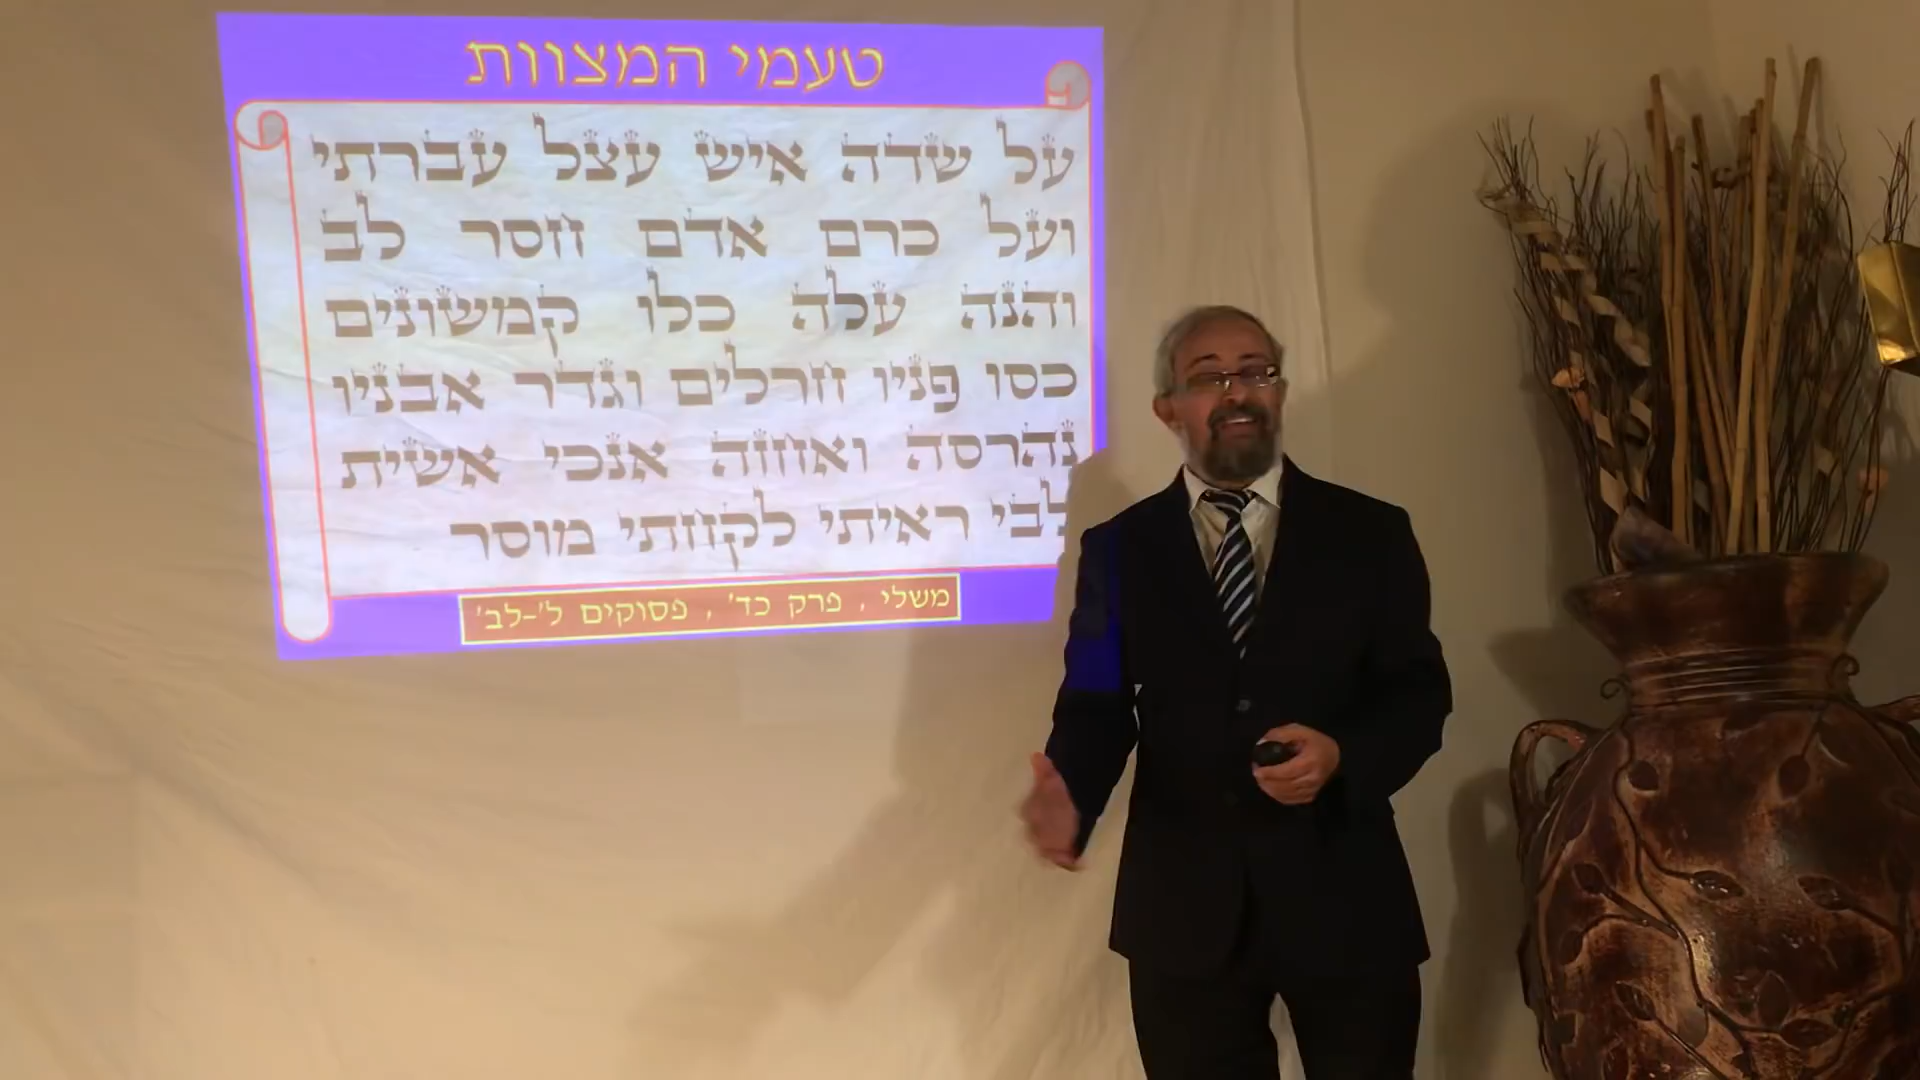 טעמי המצוות
על שדה איש עצל עברתי
ועל כרם אדם חסר לב
והנה עלה כלו קמשונים
כסו פניו חרלים וגדר אבניו
נהרסה ואחזה אנכי אשית
לבי ראיתי לקחתי מוסר
משלי , פרק כד' , פסוקים ל'-לב'